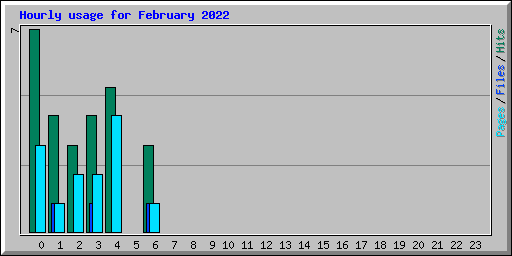 Hourly usage for February 2022
7
Pages/Files/Hits
0 1 2 3 4 5 6 7 8 9 10 11 12 13 14 15 16 17 18 19 20 21 22 23